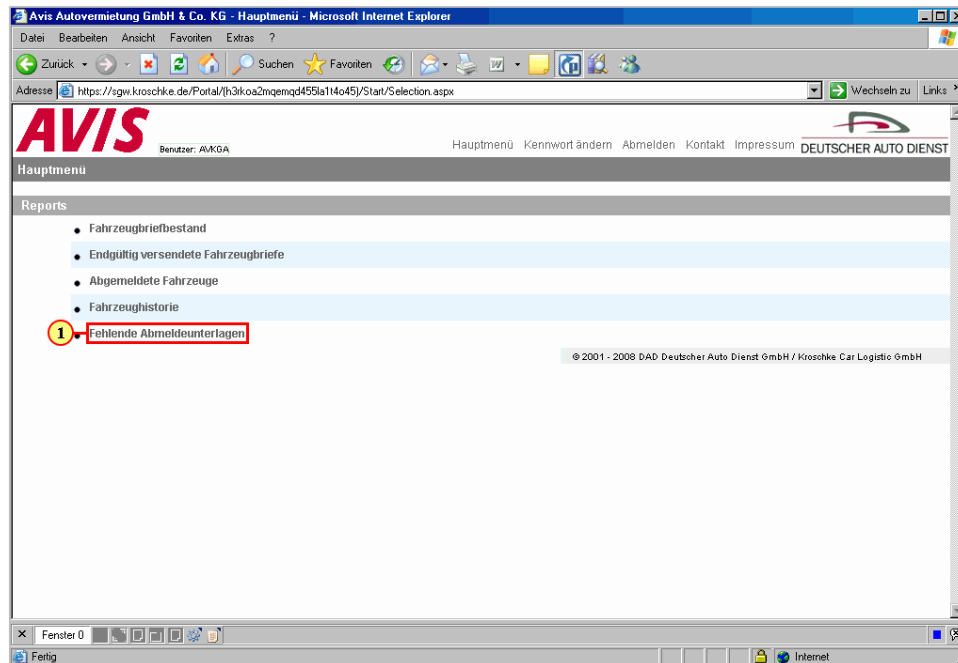 Avis Autovermietung GmbH & Co. KG - Hauptmenü - Microsoft Internet Explorer
Datei Bearbeiten Ansicht Favoriten Extras ?
Zurück Suchen Favoriten
Adresse https://sgw.kroschke.de/Portal/(h3rkoa2mqemqd455la1t4o45)/Start/Selection.aspx Wechseln zu Links
AVIS
Benutzer: AVKGA
Hauptmenü Kennwort ändern Abmelden Kontakt Impressum
DEUTSCHER AUTO DIENST
Hauptmenü
Reports
Fahrzeugbriefbestand
Endgültig versendete Fahrzeugbriefe
Abgemeldete Fahrzeuge
Fahrzeughistorie
1 Fehlende Abmeldeunterlagen
© 2001 - 2008 DAD Deutscher Auto Dienst GmbH / Kroschke Car Logistic GmbH
Fenster 0
Fertig Internet